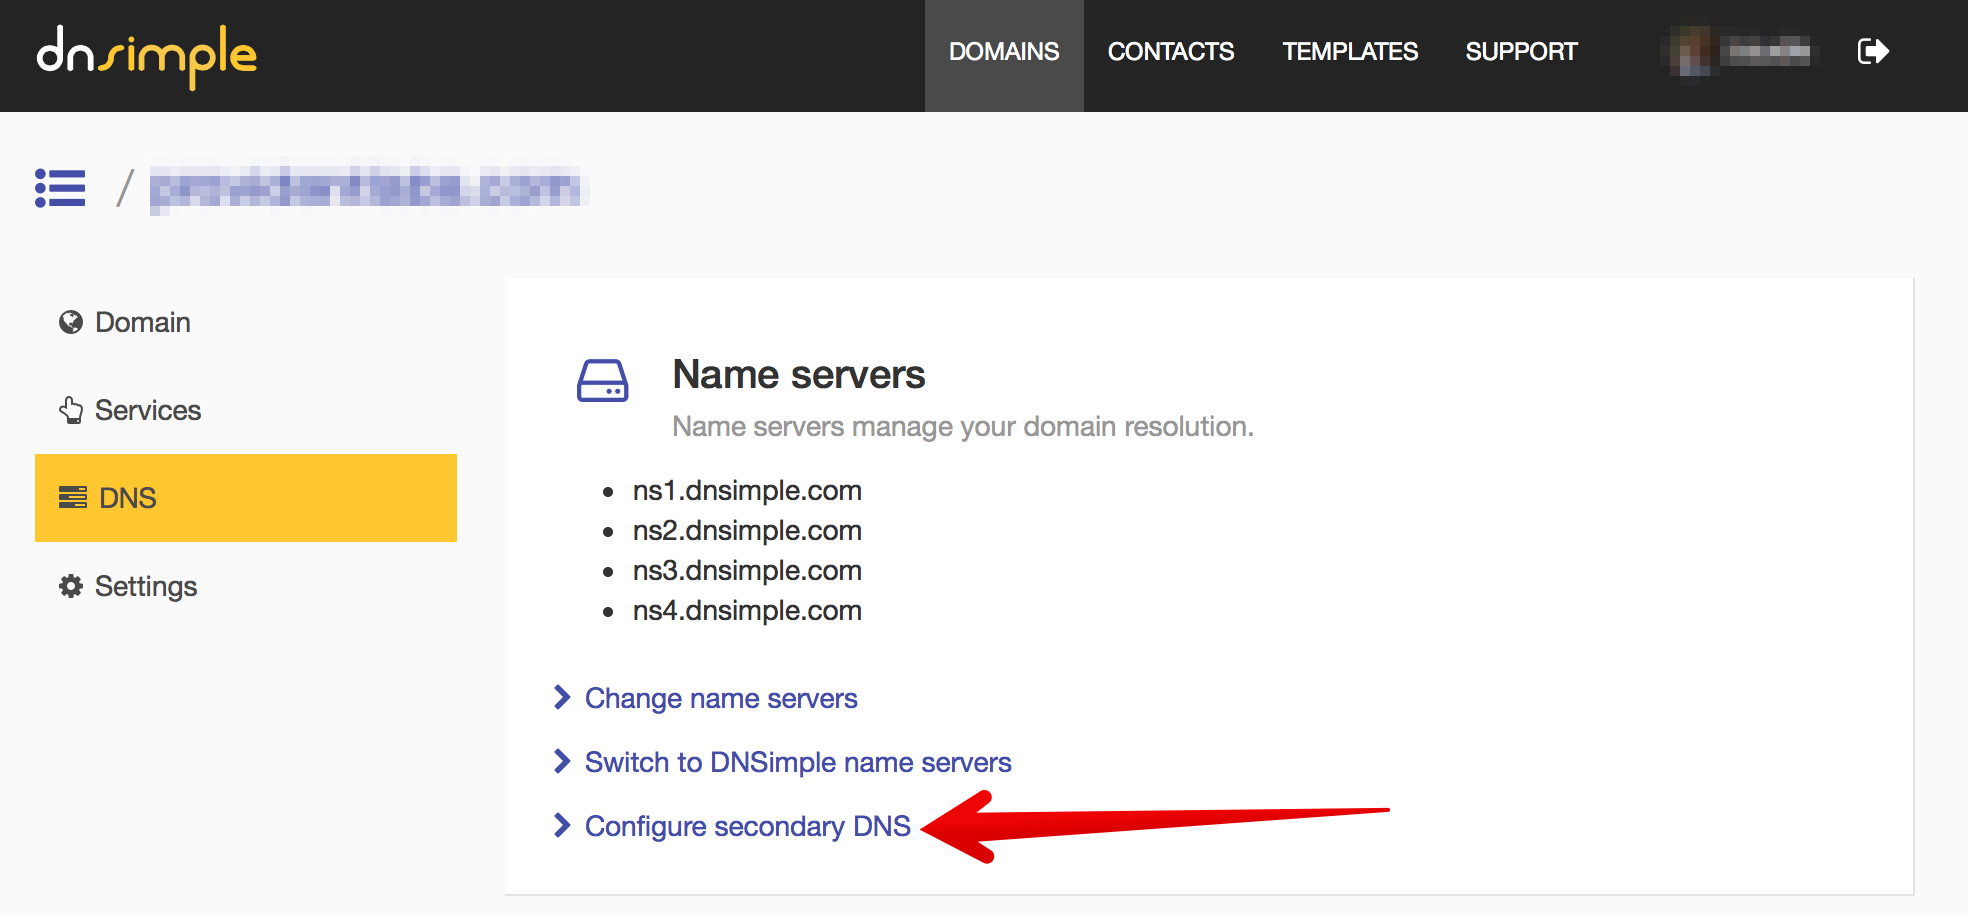 dnsimple
DOMAINS CONTACTS TEMPLATES SUPPORT
/
Domain
Services
DNS
Settings
Name servers
Name servers manage your domain resolution.
ns1.dnsimple.com
ns2.dnsimple.com
ns3.dnsimple.com
ns4.dnsimple.com
Change name servers
Switch to DNSimple name servers
Configure secondary DNS